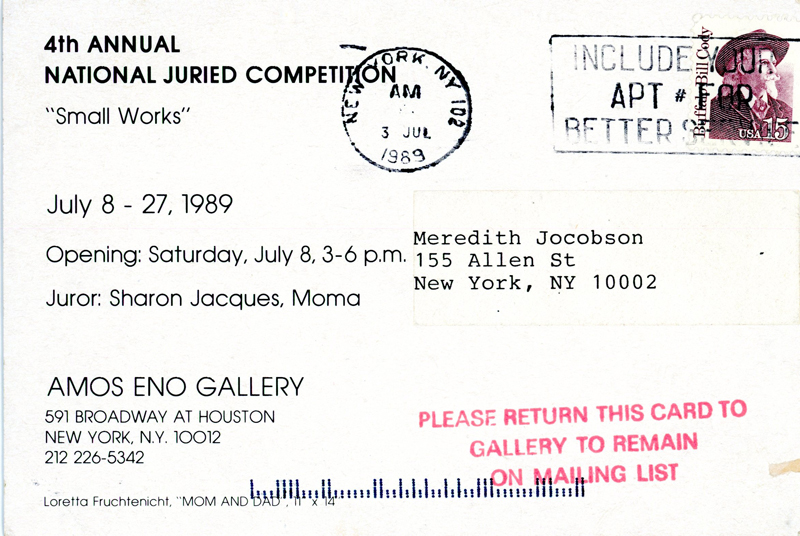 4th ANNUAL
NATIONAL JURIED COMPETITION
"Small Works"
July 8 - 27, 1989
Opening: Saturday, July 8, 3-6 p.m.
Juror: Sharon Jacques, Moma
AMOS ENO GALLERY
591 BROADWAY AT HOUSTON
NEW YORK, N.Y. 10012
212 226-5342
Loretta Fruchtenicht, "MOM AND DAD", 11" x 14"
NEW YORK, NY 102
AM
3 JUL
1989
INCLUDE YOUR
APT # FOR
BETTER
Buffalo Bill Cody
USA 15
Meredith Jocobson
155 Allen St
New York, NY 10002
PLEASE RETURN THIS CARD TO
GALLERY TO REMAIN
ON MAILING LIST